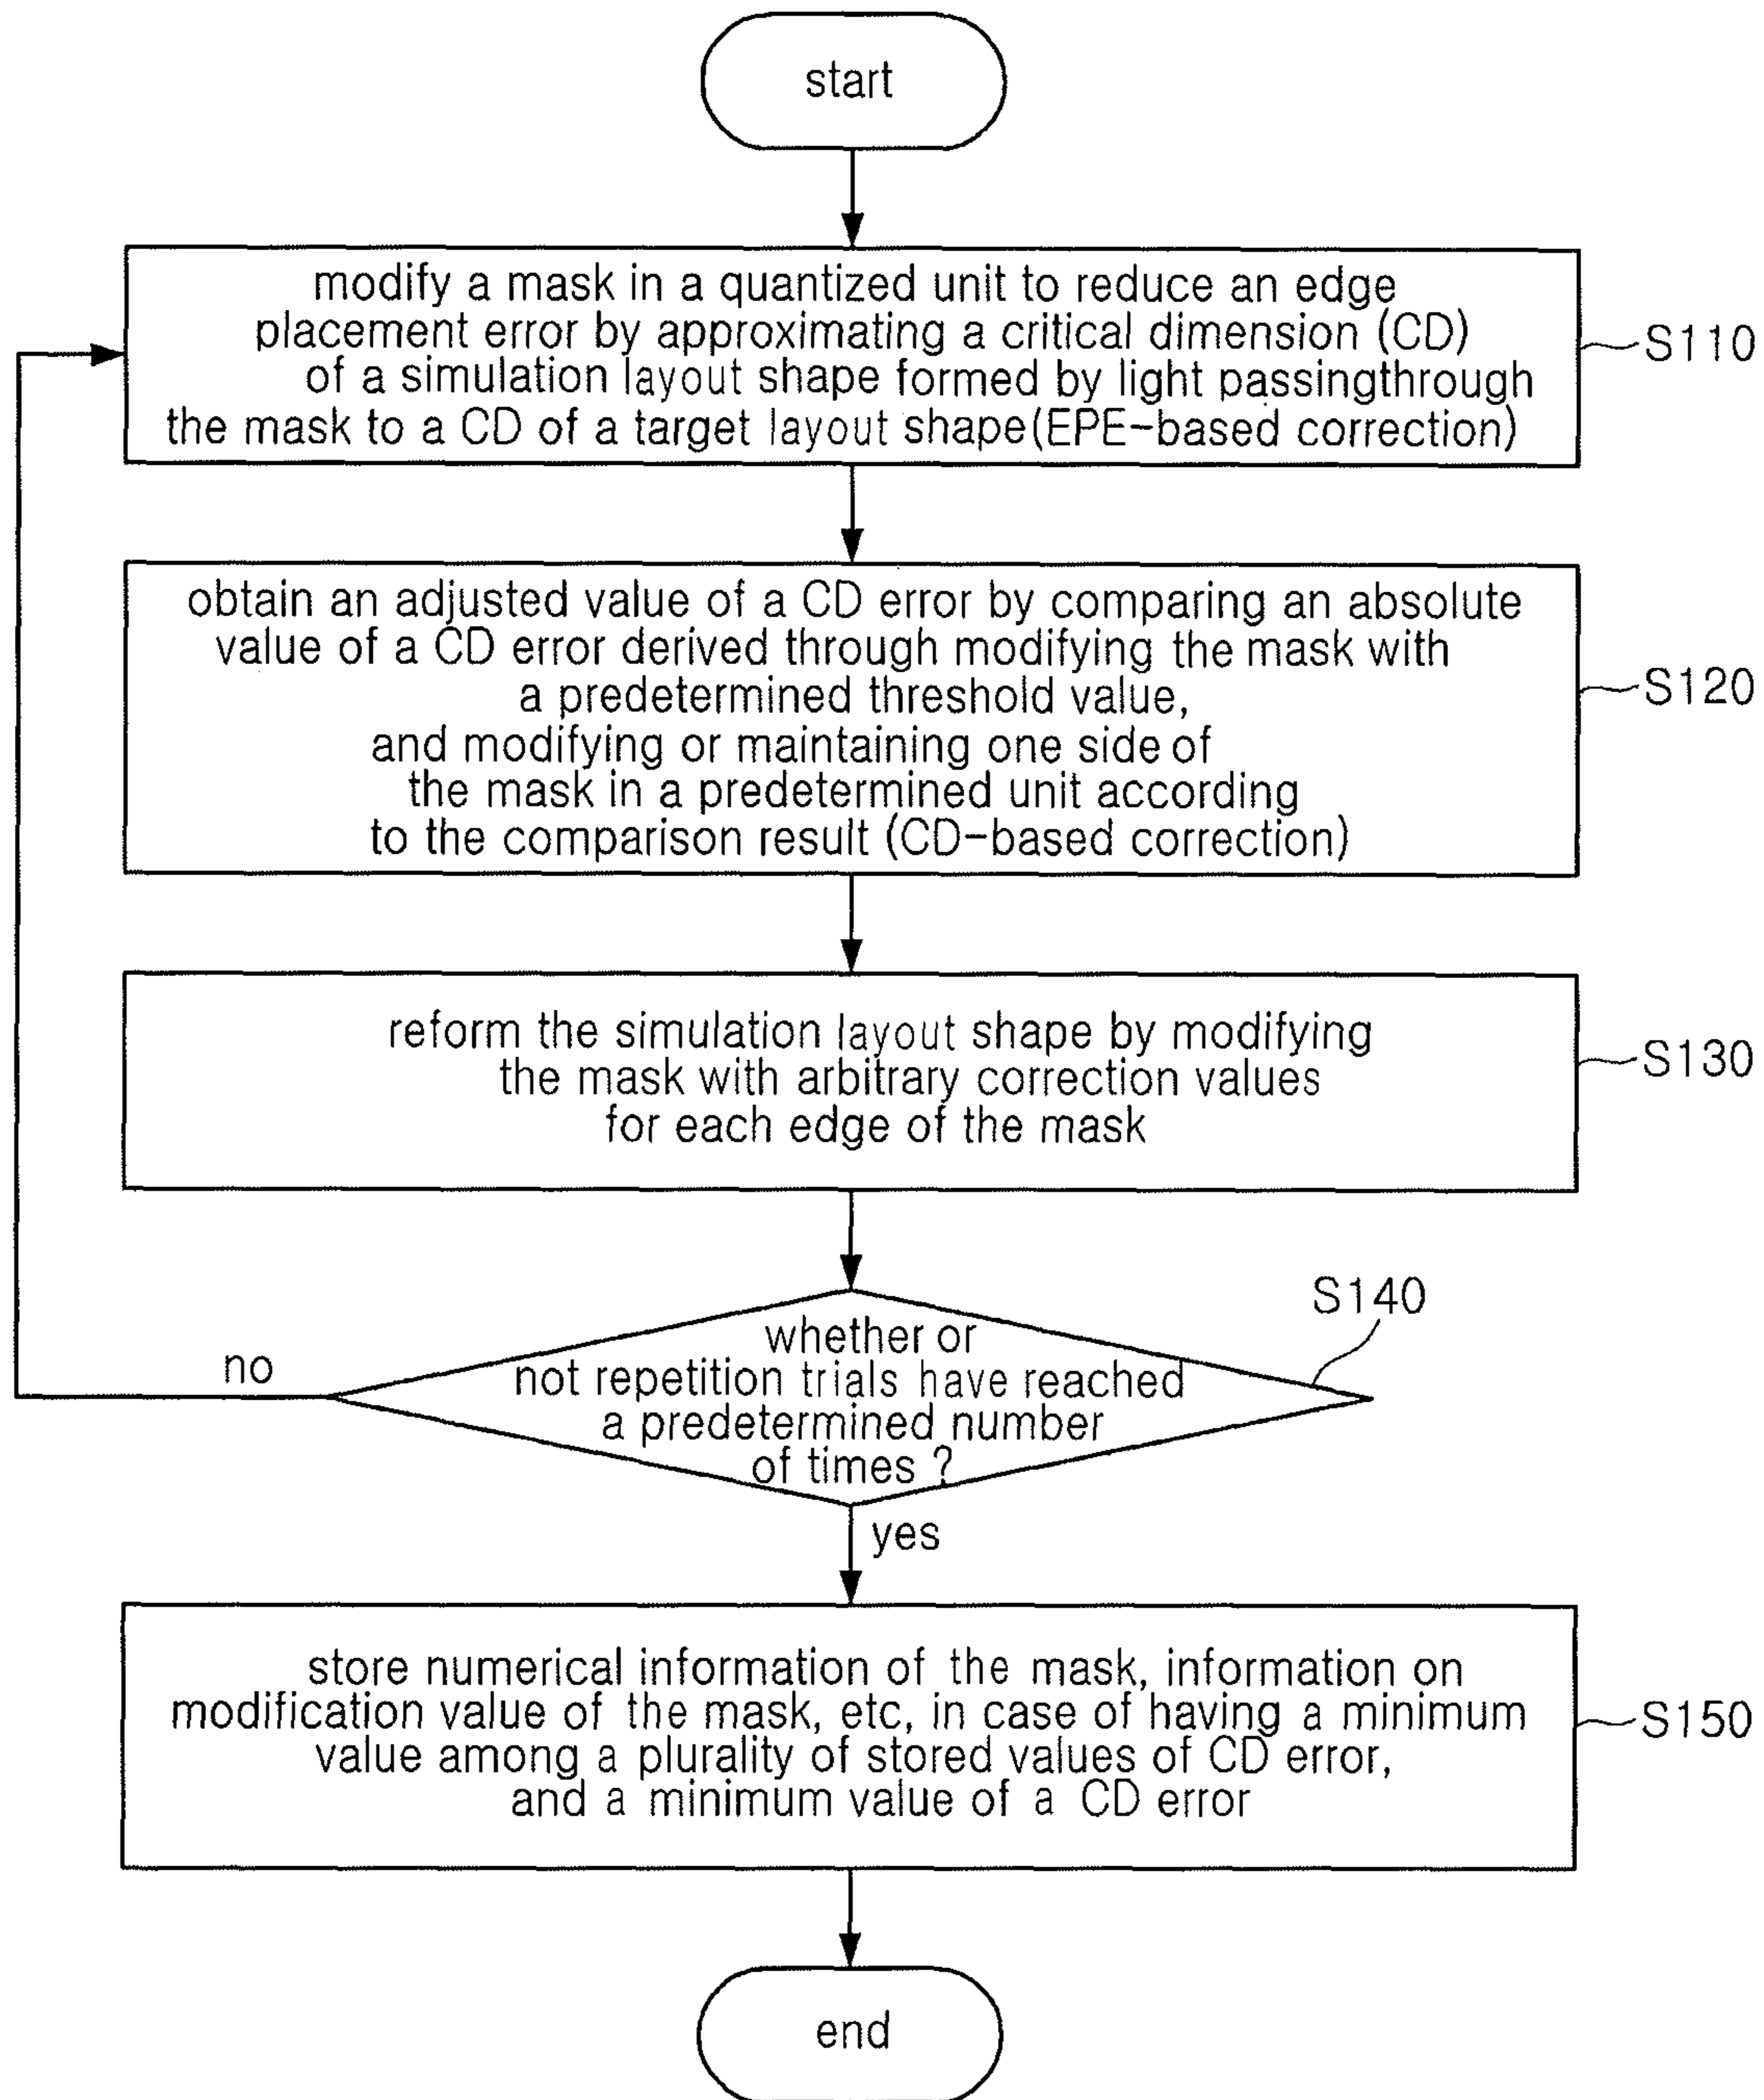 start
modify a mask in a quantized unit to reduce an edge
placement error by approximating a critical dimension (CD)
of a simulation layout shape formed by light passingthrough
the mask to a CD of a target layout shape(EPE-based correction)
S110
obtain an adjusted value of a CD error by comparing an absolute
value of a CD error derived through modifying the mask with
a predetermined threshold value,
and modifying or maintaining one side of
the mask in a predetermined unit according
to the comparison result (CD-based correction)
S120
reform the simulation layout shape by modifying
the mask with arbitrary correction values
for each edge of the mask
S130
S140
whether or
not repetition trials have reached
a predetermined number
of times ?
no
yes
store numerical information of the mask, information on
modification value of the mask, etc, in case of having a minimum
value among a plurality of stored values of CD error,
and a minimum value of a CD error
S150
end